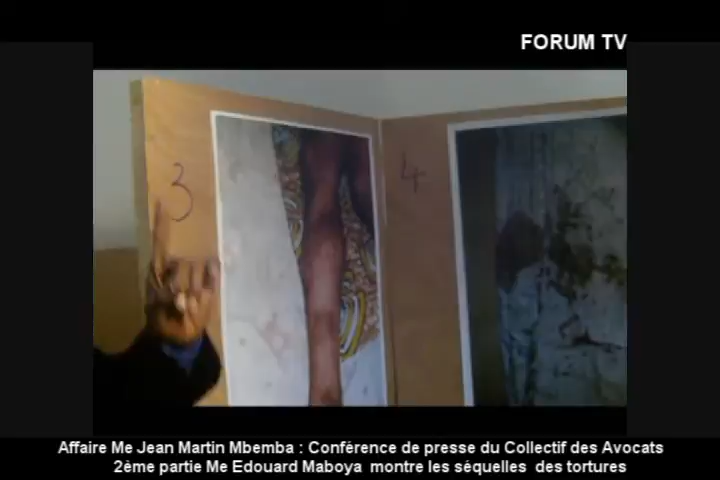 FORUM TV
3
4
Affaire Me Jean Martin Mbemba : Conférence de presse du Collectif des Avocats
2ème partie Me Edouard Maboya montre les séquelles des tortures